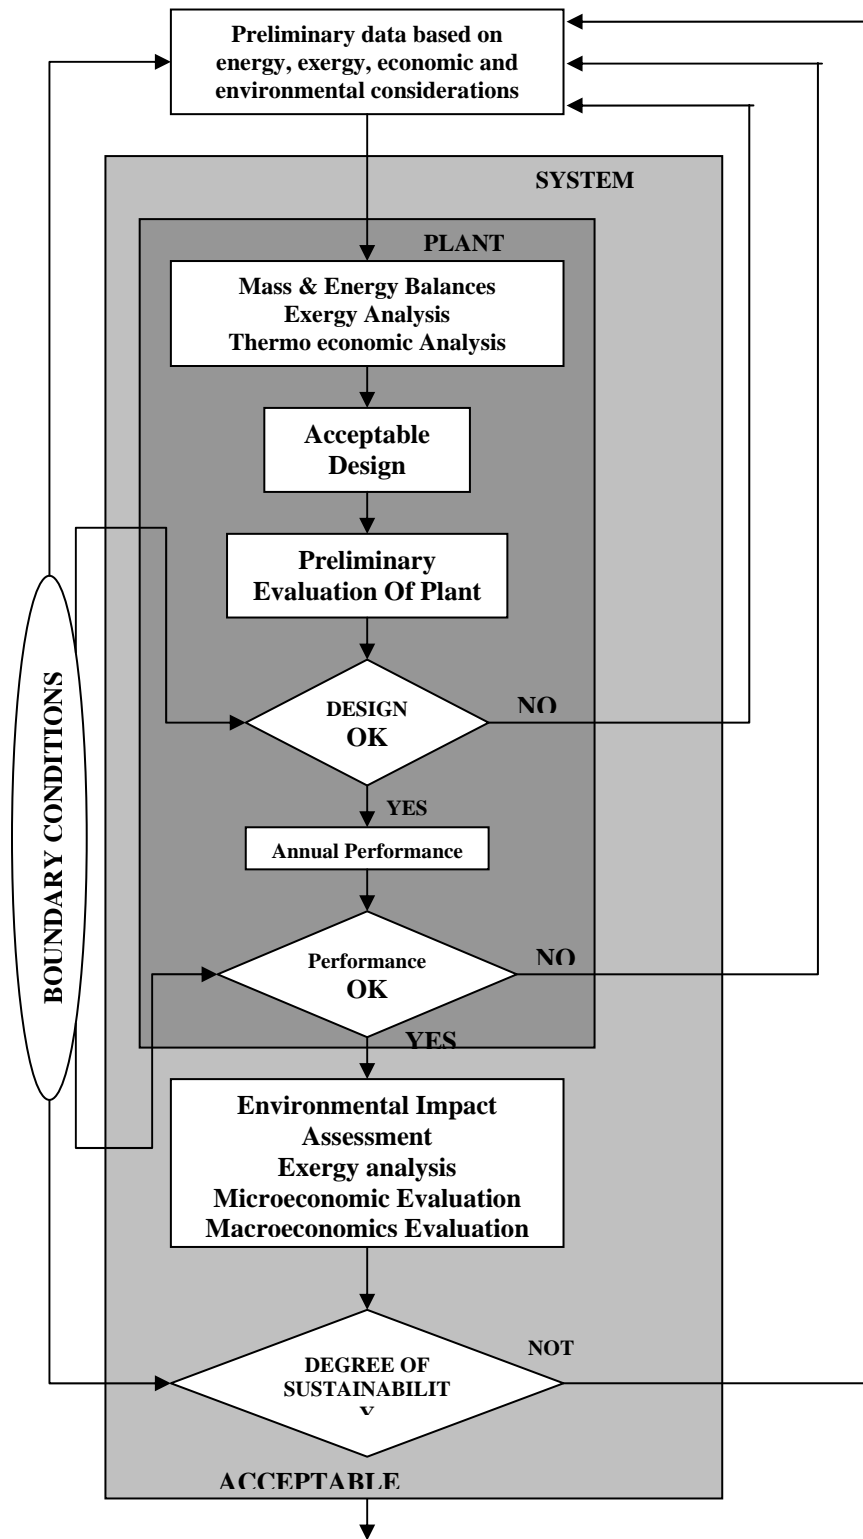 Preliminary data based on
energy, exergy, economic and
environmental considerations
SYSTEM
PLANT
Mass & Energy Balances
Exergy Analysis
Thermo economic Analysis
Acceptable
Design
Preliminary
Evaluation Of Plant
BOUNDARY CONDITIONS
DESIGN
OK
NO
YES
Annual Performance
Performance
OK
NO
YES
Environmental Impact
Assessment
Exergy analysis
Microeconomic Evaluation
Macroeconomics Evaluation
NOT
DEGREE OF
SUSTAINABILIT
Y
ACCEPTABLE